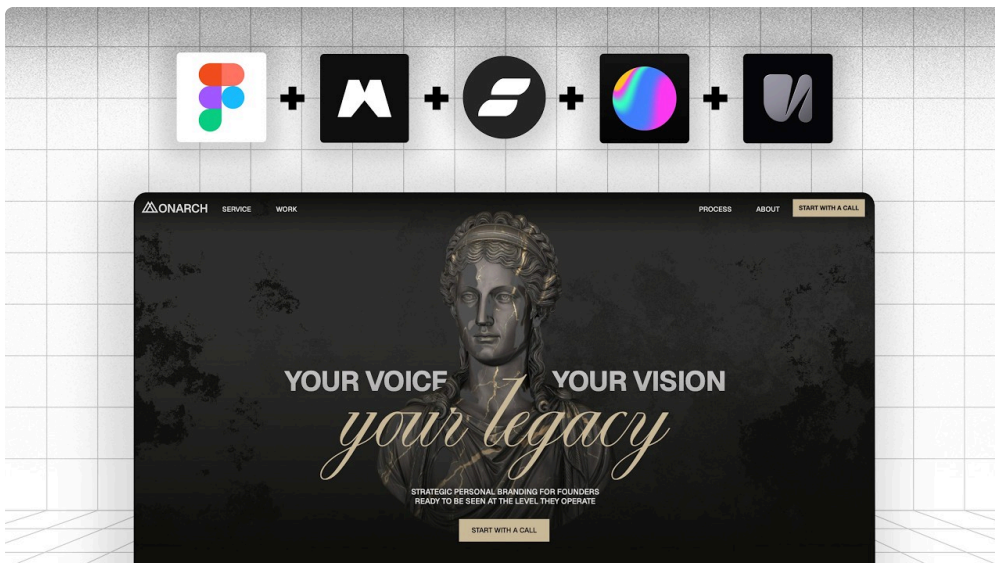 MONARCH SERVICE WORK PROCESS ABOUT START WITH A CALL
YOUR VOICE YOUR VISION
your legacy
STRATEGIC PERSONAL BRANDING FOR FOUNDERS
READY TO BE SEEN AT THE LEVEL THEY OPERATE
START WITH A CALL